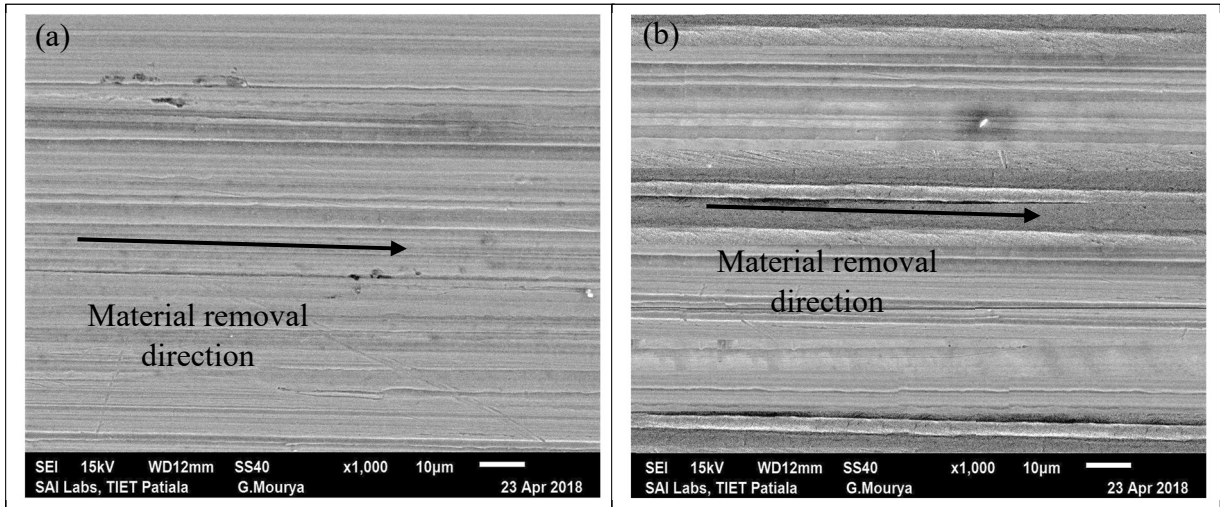 (a)
Material removal
direction
SEI 15kV WD12mm SS40 x1,000 10μm
SAI Labs, TIET Patiala G.Mourya 23 Apr 2018
(b)
Material removal
direction
SEI 15kV WD12mm SS40 x1,000 10μm
SAI Labs, TIET Patiala G.Mourya 23 Apr 2018